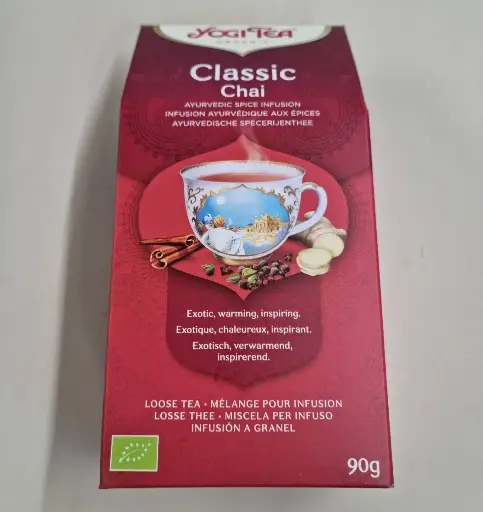 YOGI TEA
ORGANIC
Classic
Chai
AYURVEDIC SPICE INFUSION
INFUSION AYURVÉDIQUE AUX ÉPICES
AYURVEDISCHE SPECERIJENTHEE
Exotic, warming, inspiring.
Exotique, chaleureux, inspirant.
Exotisch, verwarmend,
inspirerend.
LOOSE TEA • MÉLANGE POUR INFUSION
LOSSE THEE • MISCELA PER INFUSO
INFUSIÓN A GRANEL
90g